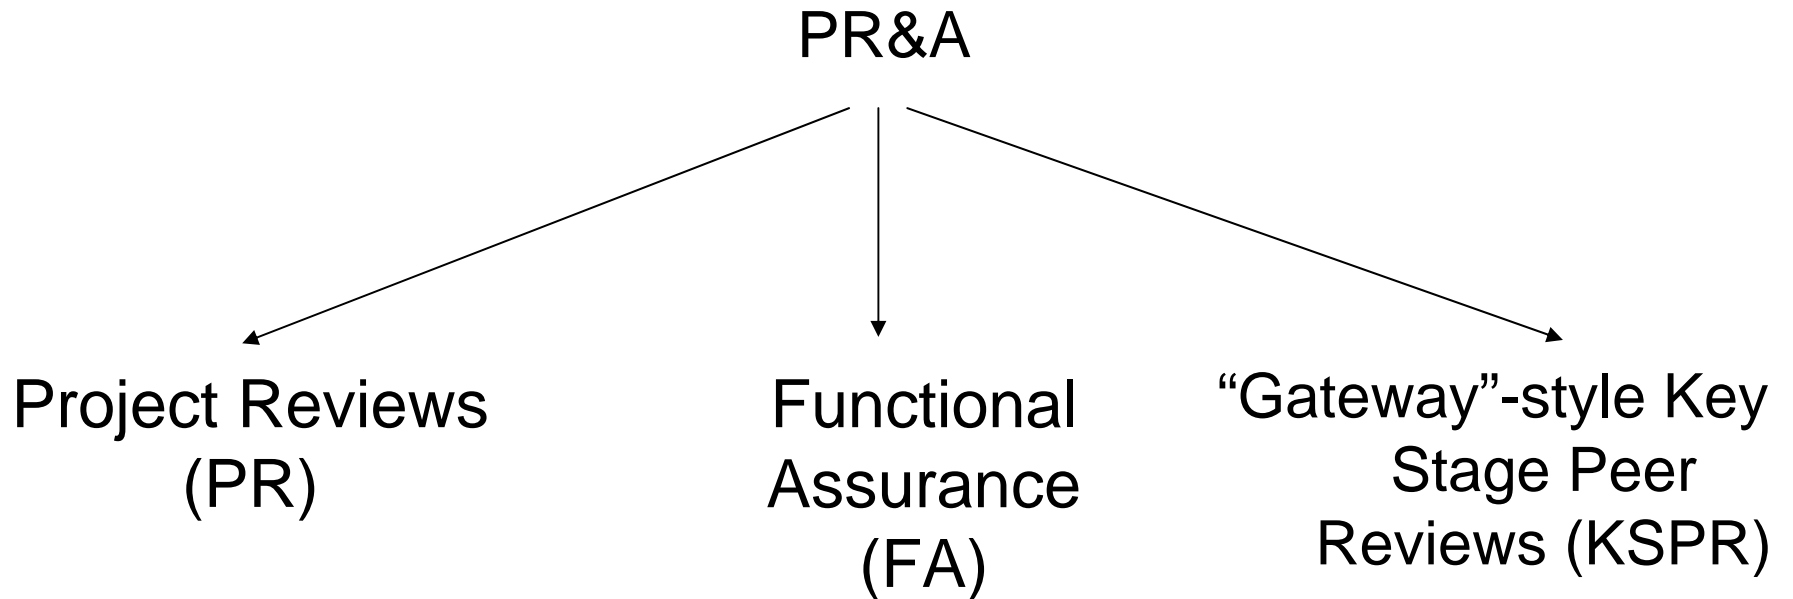 PR&A
Project Reviews
(PR)
Functional
Assurance
(FA)
“Gateway”-style Key
Stage Peer
Reviews (KSPR)